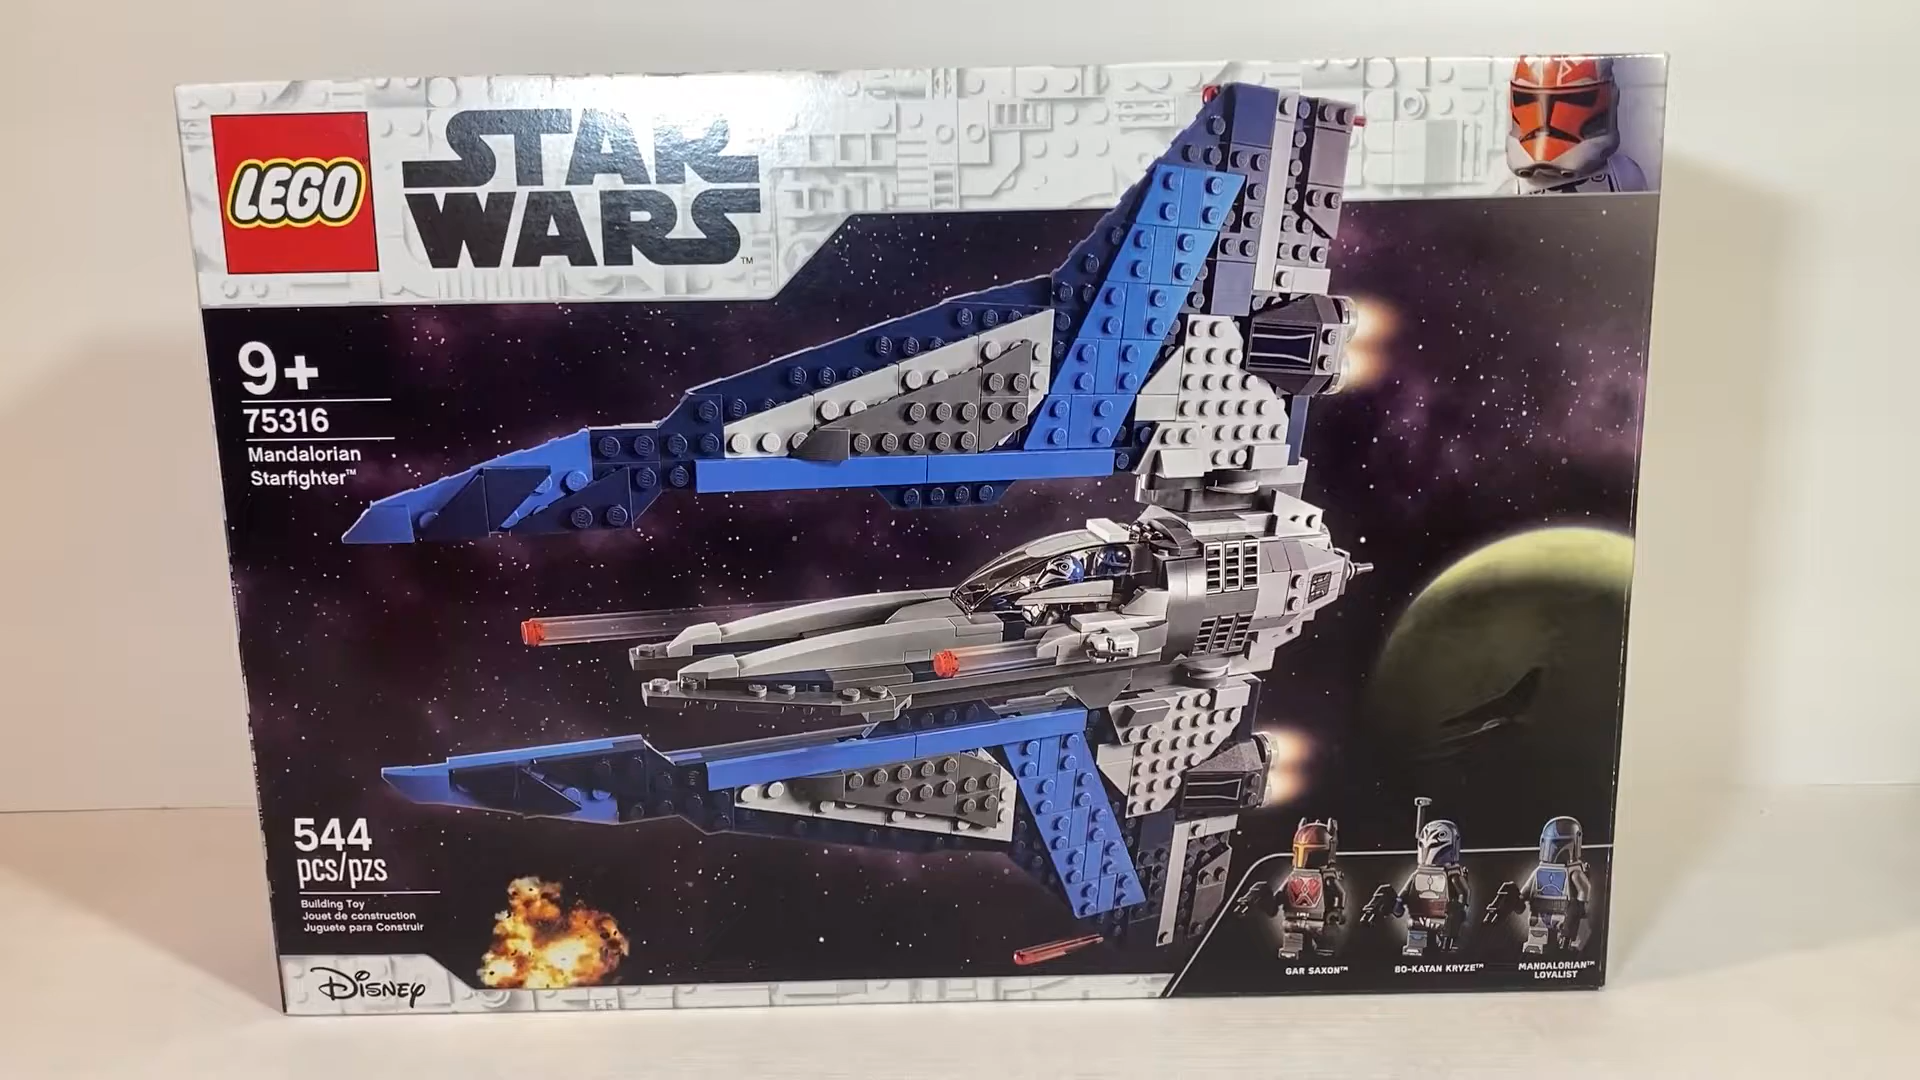 LEGO
STAR
WARS™
9+
75316
Mandalorian
Starfighter™
544
pcs/pzs
Building Toy
Jouet de construction
Juguete para Construir
Disney
GAR SAXON™
BO-KATAN KRYZE™
MANDALORIAN™
LOYALIST